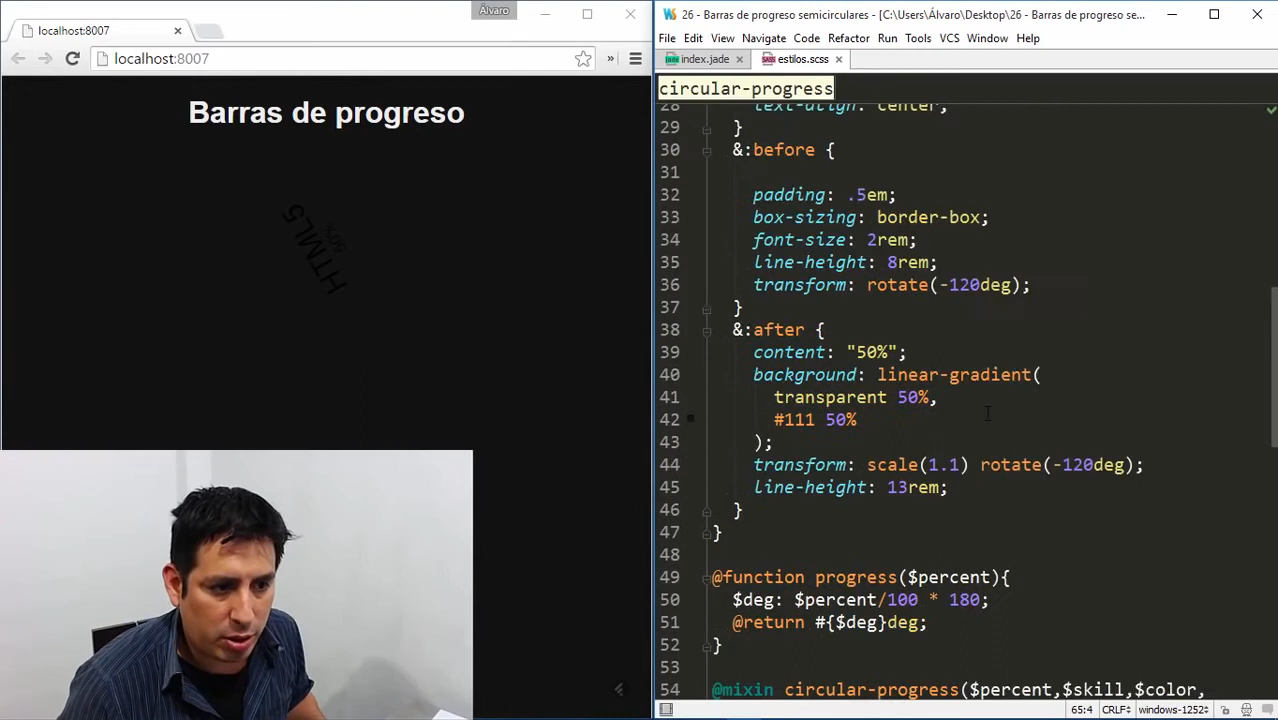 Álvaro
localhost:8007
localhost:8007
Barras de progreso
HTML5
50%
26 - Barras de progreso semicirculares - [C:\Users\Álvaro\Desktop\26 - Barras de progreso se...
File Edit View Navigate Code Refactor Run Tools VCS Window Help
index.jade estilos.scss
circular-progress
28 text-align: center;
29 }
30 &:before {
31
32 padding: .5em;
33 box-sizing: border-box;
34 font-size: 2rem;
35 line-height: 8rem;
36 transform: rotate(-120deg);
37 }
38 &:after {
39 content: "50%";
40 background: linear-gradient(
41 transparent 50%,
42 #111 50%
43 );
44 transform: scale(1.1) rotate(-120deg);
45 line-height: 13rem;
46 }
47 }
48
49 @function progress($percent){
50 $deg: $percent/100 * 180;
51 @return #{$deg}deg;
52 }
53
54 @mixin circular-progress($percent,$skill,$color,
65:4 CRLF÷ windows-1252÷